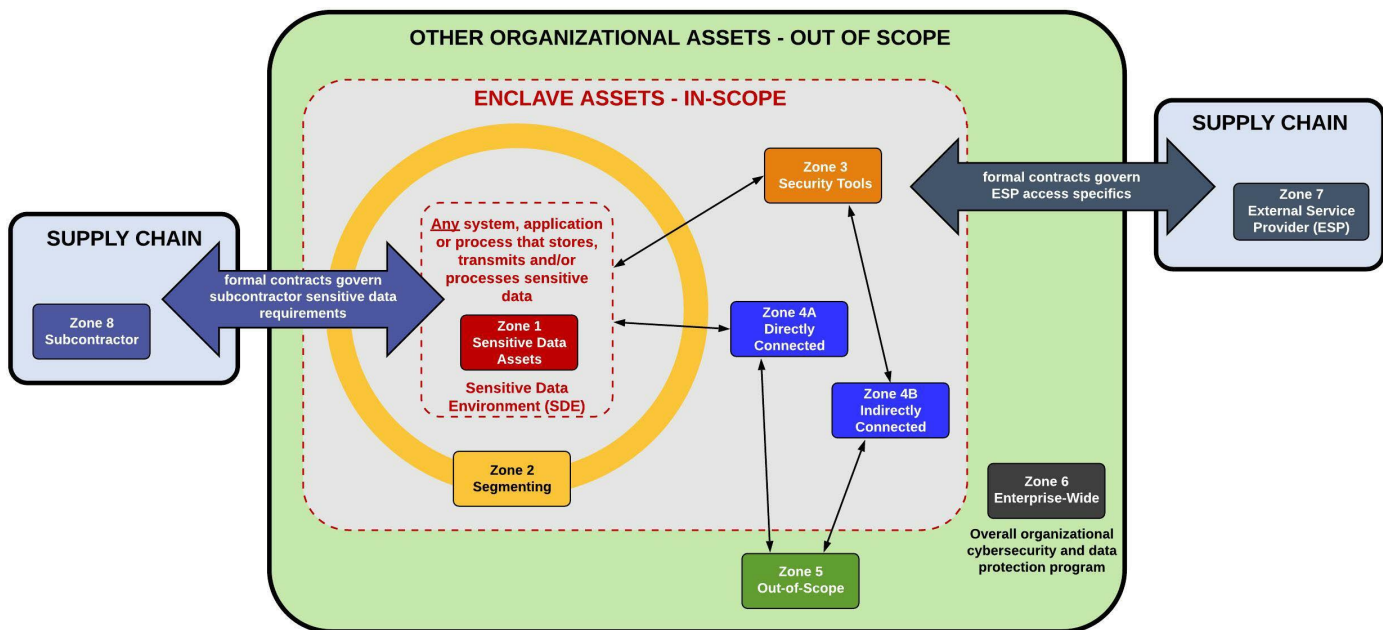 OTHER ORGANIZATIONAL ASSETS - OUT OF SCOPE
ENCLAVE ASSETS - IN-SCOPE
SUPPLY CHAIN
Zone 8
Subcontractor
formal contracts govern
subcontractor sensitive data
requirements
Any system, application
or process that stores,
transmits and/or
processes sensitive
data
Zone 1
Sensitive Data
Assets
Sensitive Data
Environment (SDE)
Zone 2
Segmenting
Zone 3
Security Tools
Zone 4A
Directly
Connected
Zone 4B
Indirectly
Connected
Zone 5
Out-of-Scope
Zone 6
Enterprise-Wide
Overall organizational
cybersecurity and data
protection program
formal contracts govern
ESP access specifics
SUPPLY CHAIN
Zone 7
External Service
Provider (ESP)